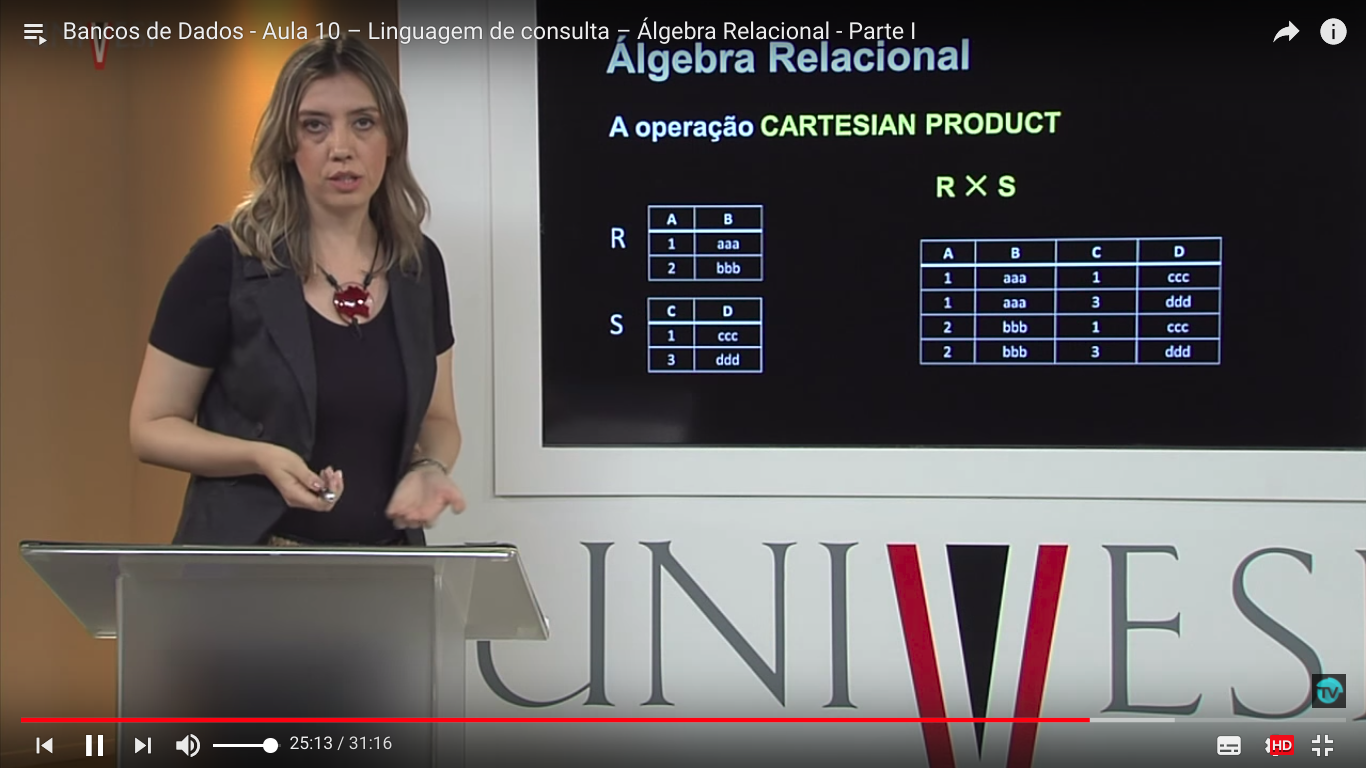 Bancos de Dados - Aula 10 – Linguagem de consulta – Álgebra Relacional - Parte I
Álgebra Relacional
A operação CARTESIAN PRODUCT
R × S
R
A B
1 aaa
2 bbb
S
C D
1 ccc
3 ddd
A B C D
1 aaa 1 ccc
1 aaa 3 ddd
2 bbb 1 ccc
2 bbb 3 ddd
UNIVES
TV
25:13 / 31:16
HD